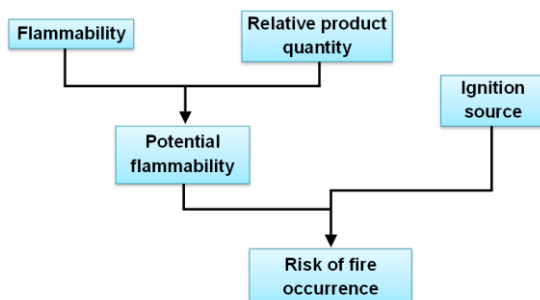 Flammability
Relative product
quantity
Ignition
source
Potential
flammability
Risk of fire
occurrence